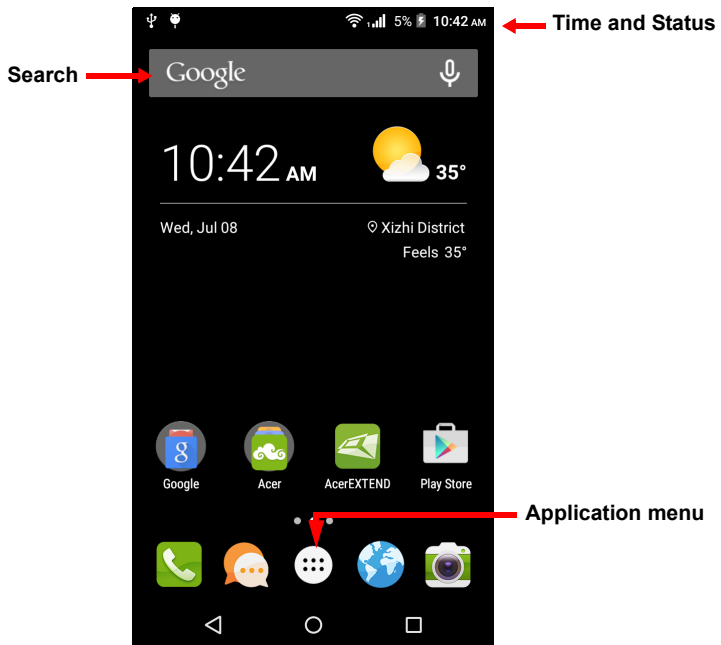 5% 10:42 AM
Time and Status
Search
Google
10:42 AM
35°
Wed, Jul 08
Xizhi District
Feels 35°
g
Google
Acer
AcerEXTEND
Play Store
Application menu